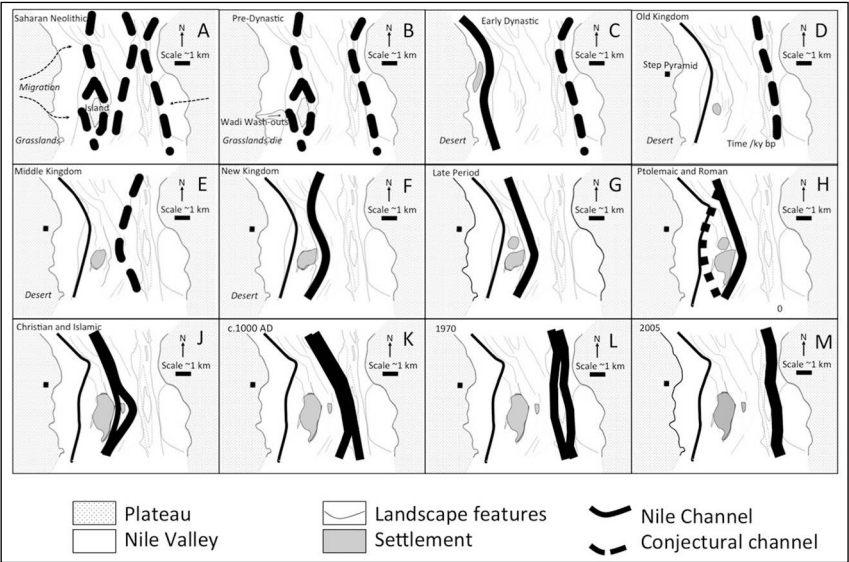 Saharan Neolithic
A
N
Scale ~1 km
Migration
Island
Grasslands
Pre-Dynastic
B
N
Scale ~1 km
Wadi Wash-outs
Grasslands die
Early Dynastic
C
N
Scale ~1 km
Desert
Old Kingdom
D
N
Scale ~1 km
Step Pyramid
Desert
Time /ky bp
Middle Kingdom
E
N
Scale ~1 km
Desert
New Kingdom
F
N
Scale ~1 km
Desert
Late Period
G
N
Scale ~1 km
Ptolemaic and Roman
H
N
Scale ~1 km
0
Christian and Islamic
J
N
Scale ~1 km
c.1000 AD
K
N
Scale ~1 km
1970
L
N
Scale ~1 km
2005
M
N
Scale ~1 km
Plateau
Nile Valley
Landscape features
Settlement
Nile Channel
Conjectural channel